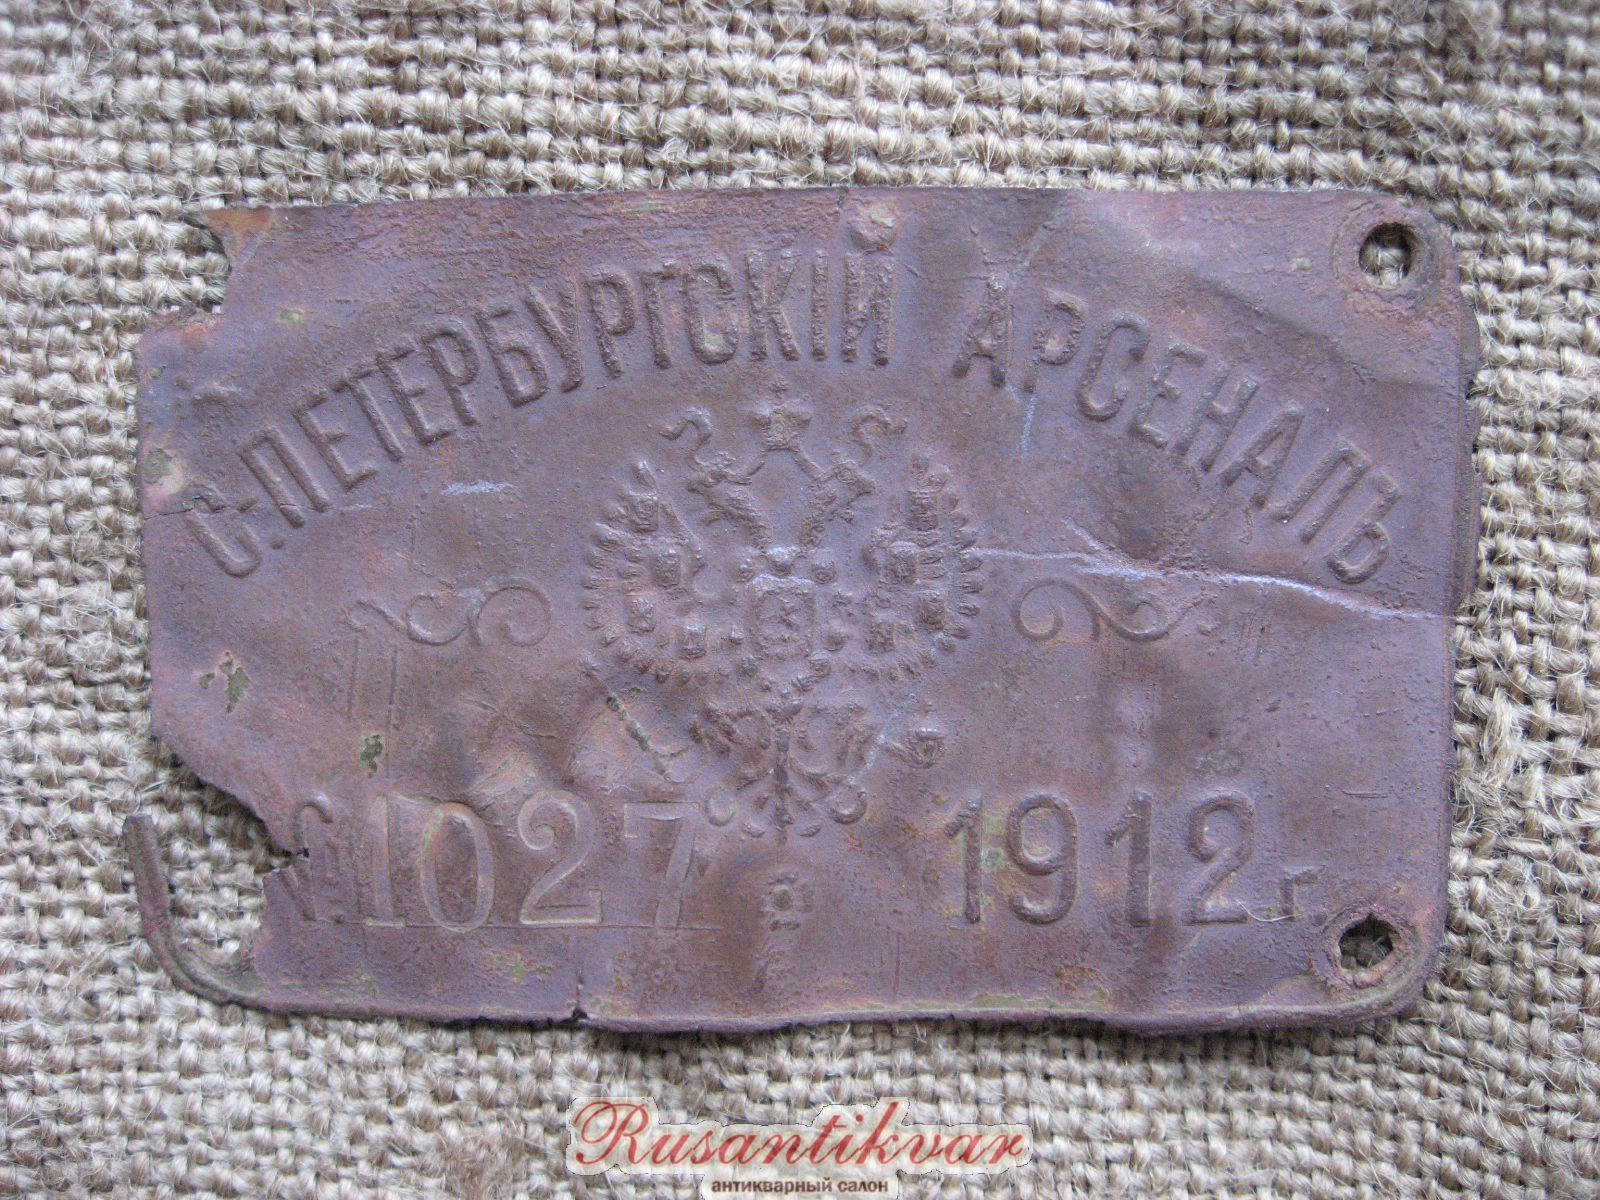 С.-ПЕТЕРБУРГСКІЙ АРСЕНАЛЪ
№ 1027 1912 г.
Rusantikvar
антикварный салон